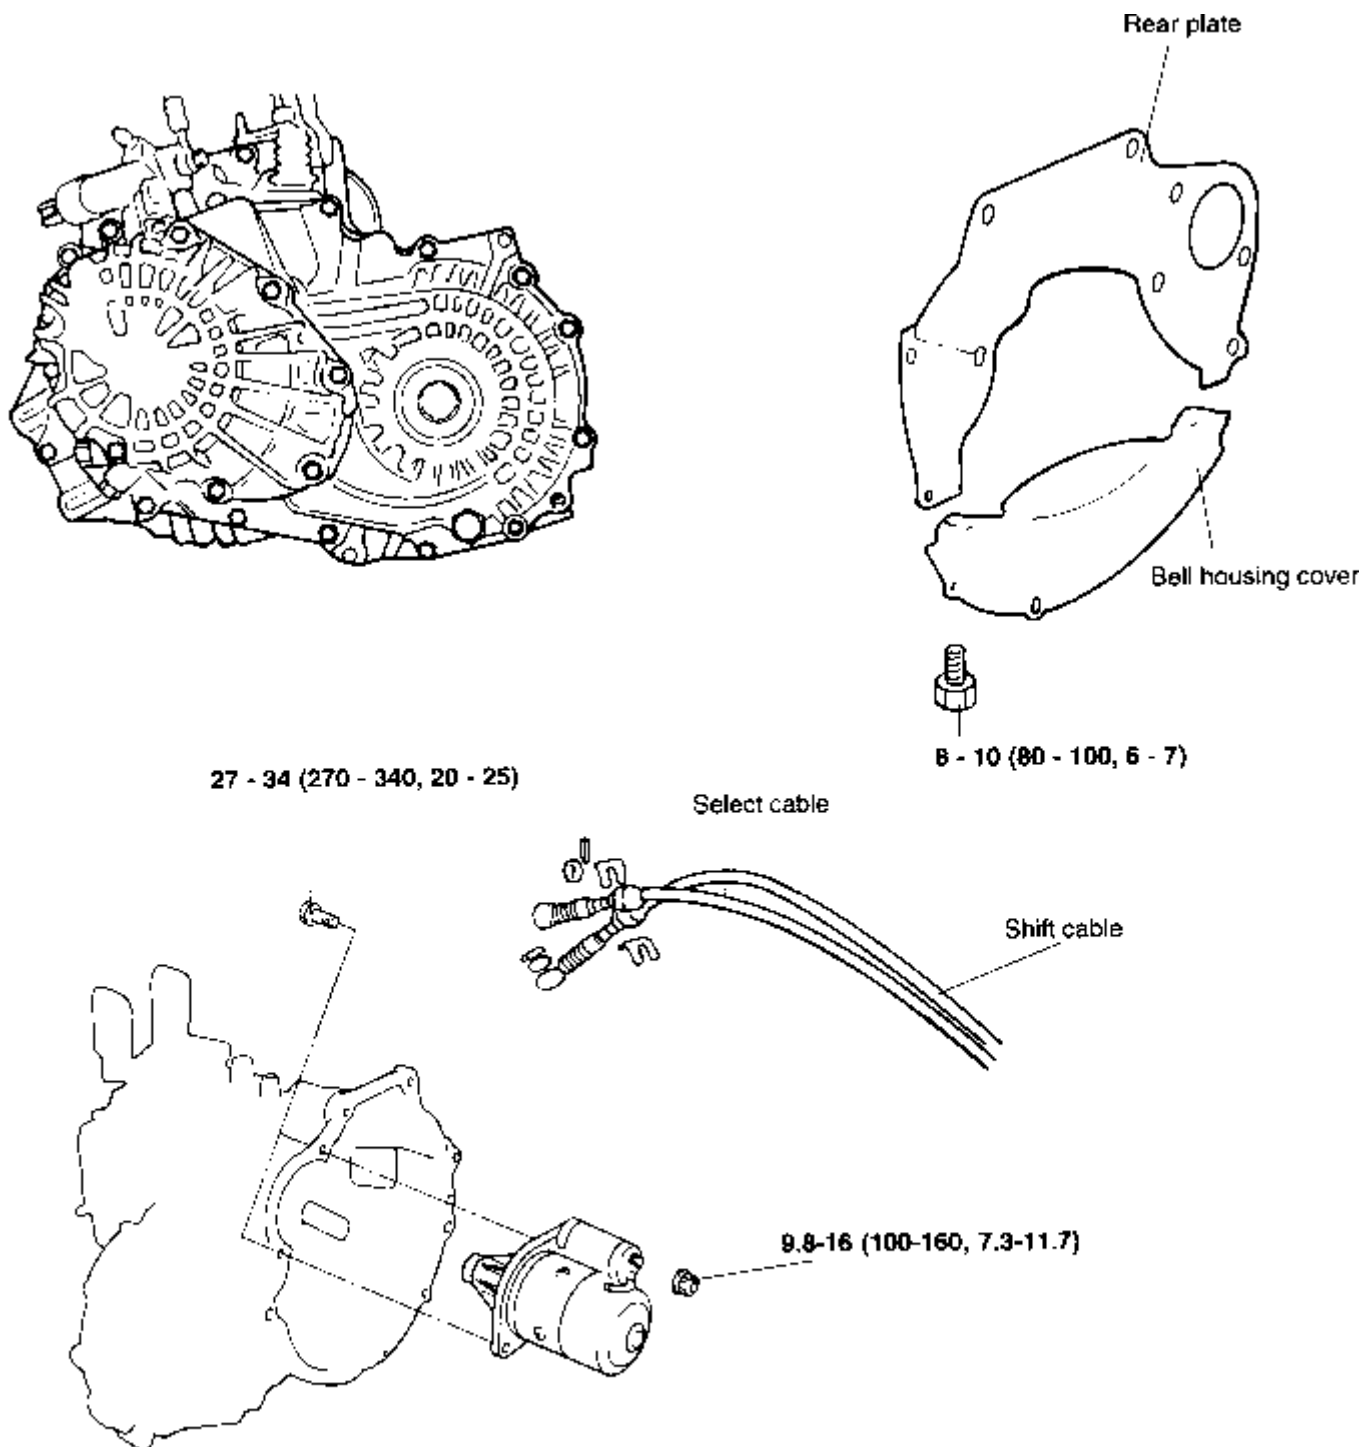 Rear plate
Bell housing cover
8 - 10 (80 - 100, 6 - 7)
27 - 34 (270 - 340, 20 - 25)
Select cable
Shift cable
9.8-16 (100-160, 7.3-11.7)